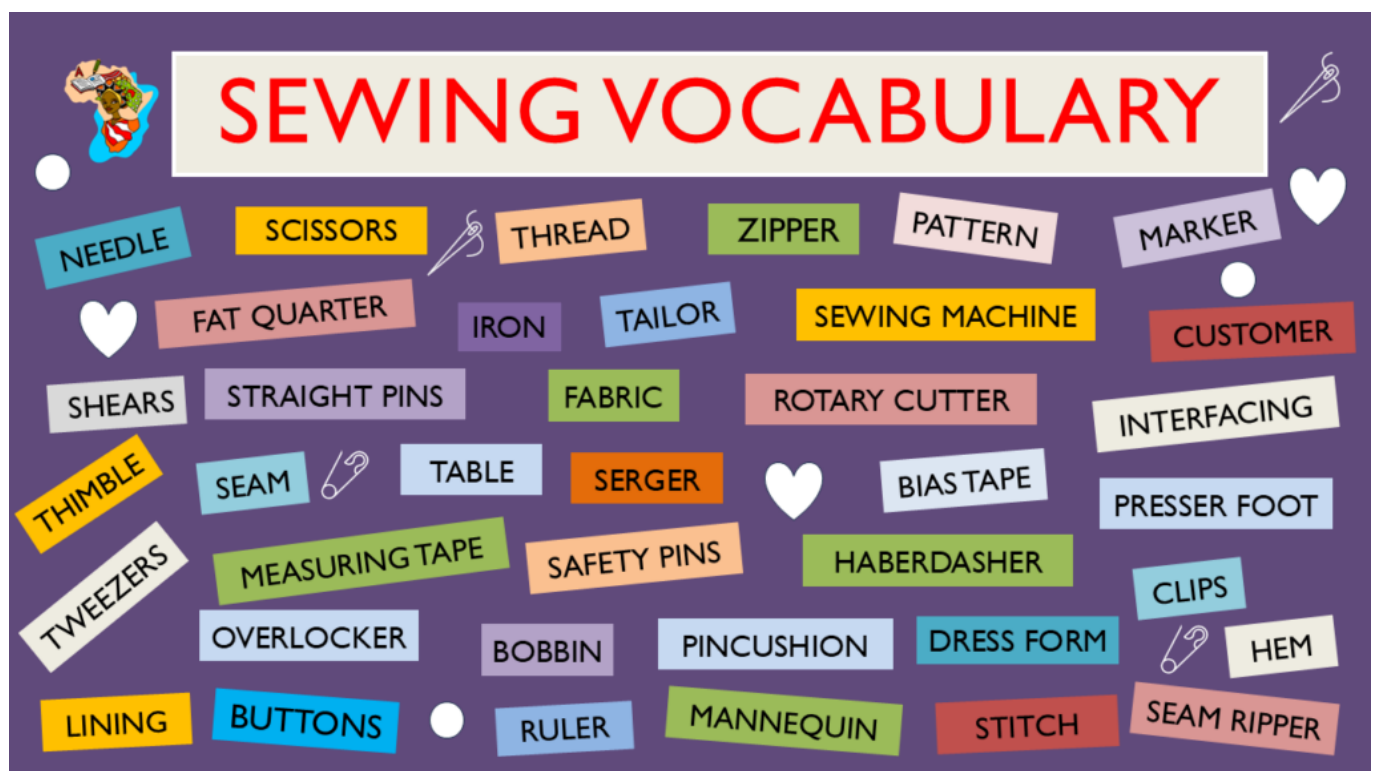 SEWING VOCABULARY
NEEDLE
SCISSORS
THREAD
ZIPPER
PATTERN
MARKER
FAT QUARTER
IRON
TAILOR
SEWING MACHINE
CUSTOMER
SHEARS
STRAIGHT PINS
FABRIC
ROTARY CUTTER
INTERFACING
THIMBLE
SEAM
TABLE
SERGER
BIAS TAPE
PRESSER FOOT
TWEEZERS
MEASURING TAPE
SAFETY PINS
HABERDASHER
CLIPS
OVERLOCKER
BOBBIN
PINCUSHION
DRESS FORM
HEM
LINING
BUTTONS
RULER
MANNEQUIN
STITCH
SEAM RIPPER